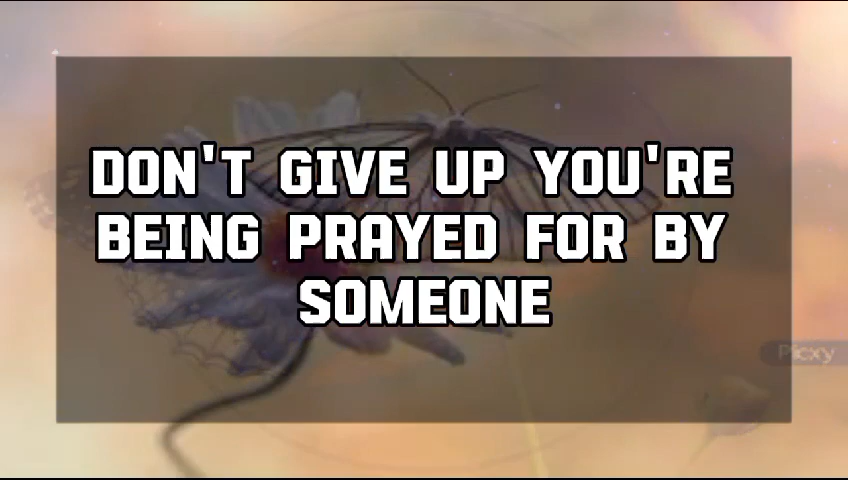 DON'T GIVE UP YOU'RE
BEING PRAYED FOR BY
SOMEONE
Picxy